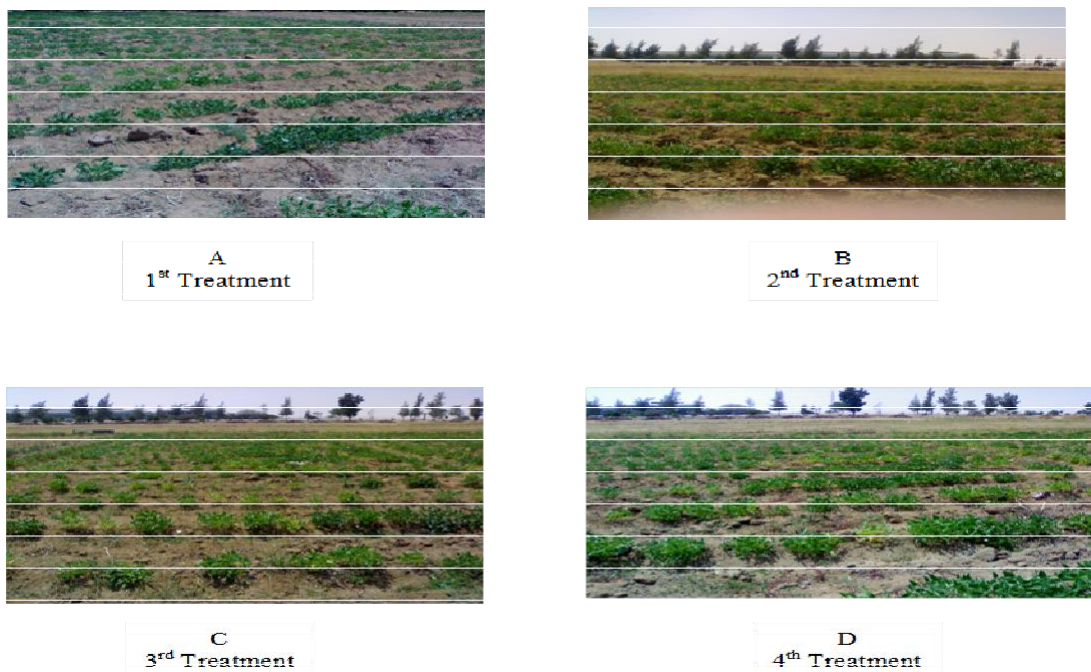 A
1st Treatment
B
2nd Treatment
C
3rd Treatment
D
4th Treatment